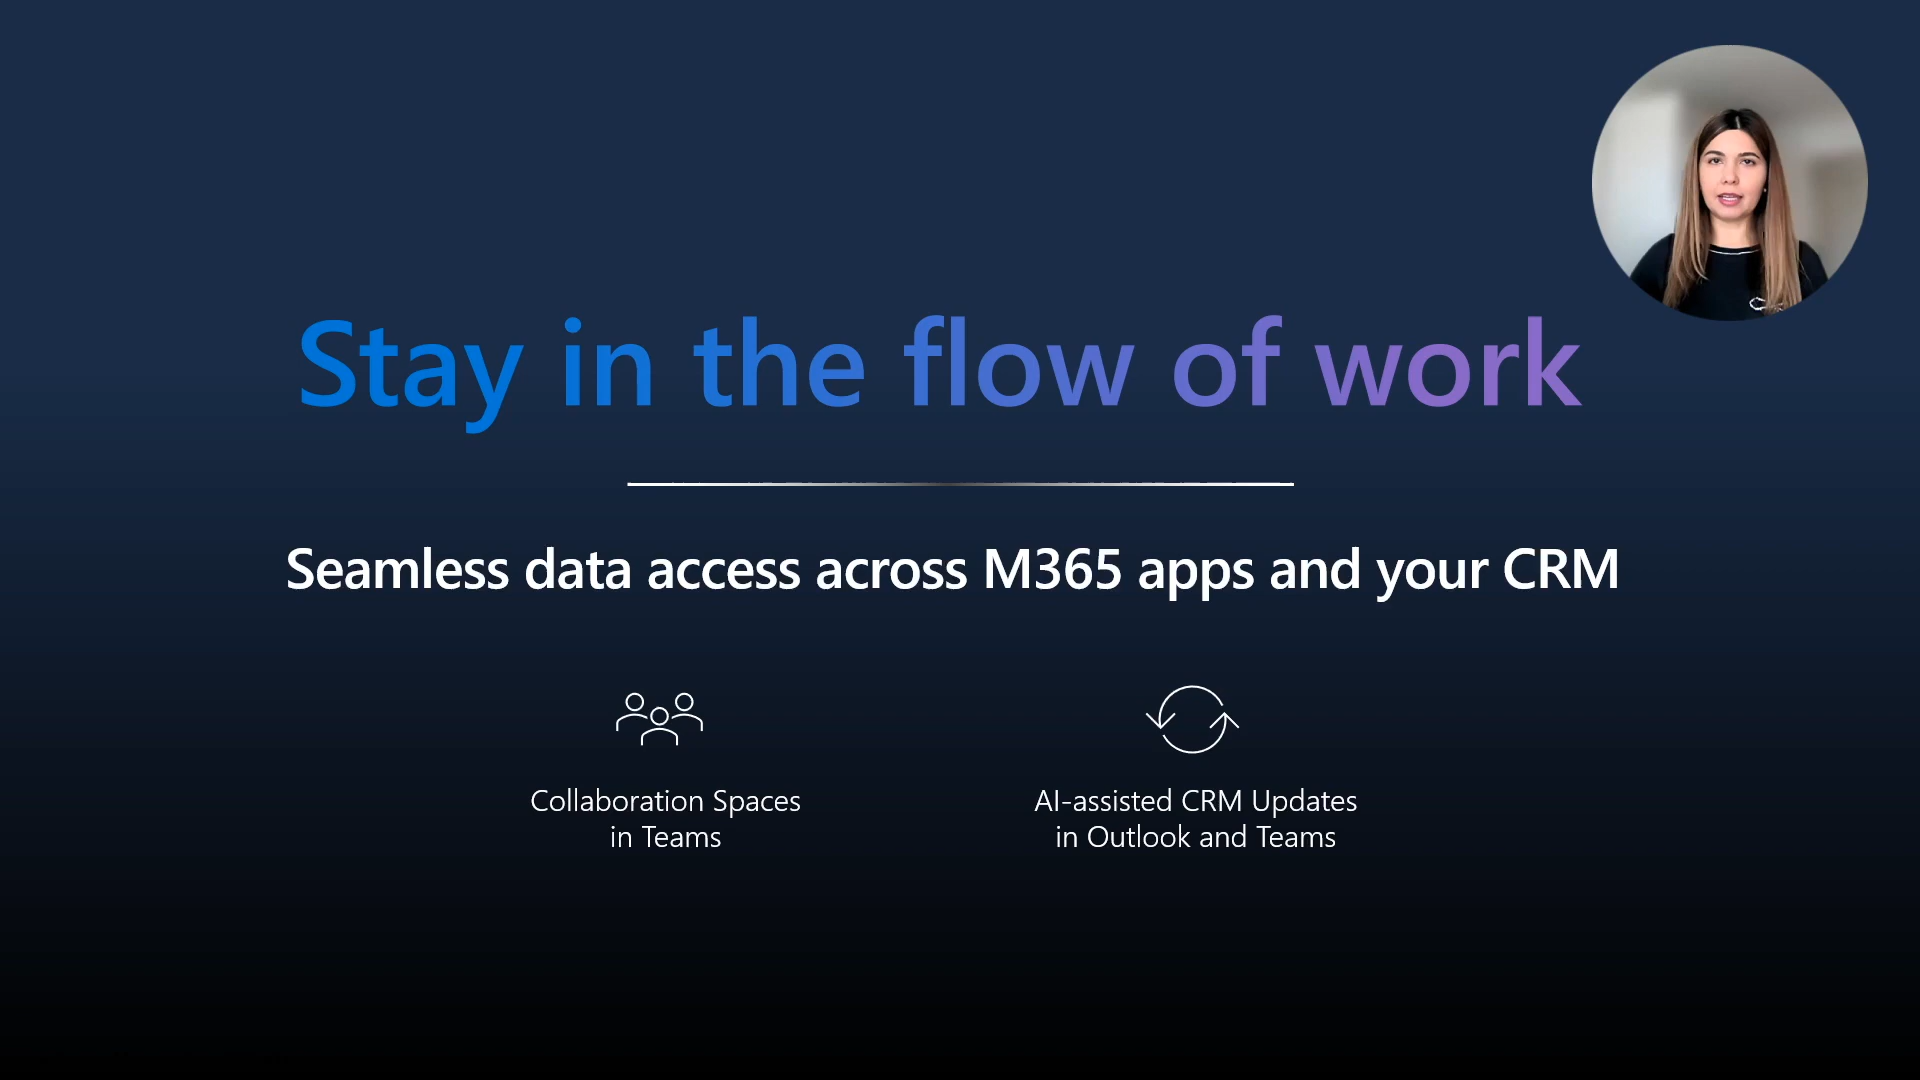 Stay in the flow of work
Seamless data access across M365 apps and your CRM
Collaboration Spaces
in Teams
AI-assisted CRM Updates
in Outlook and Teams